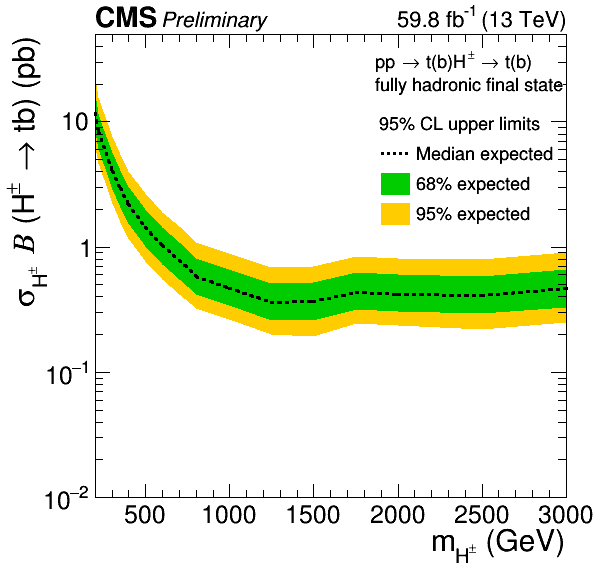 CMS Preliminary 59.8 fb⁻¹ (13 TeV)
pp → t(b)H± → t(b)
fully hadronic final state
95% CL upper limits
Median expected
68% expected
95% expected
σH± B (H± → tb) (pb)
10
1
10⁻¹
10⁻²
500 1000 1500 2000 2500 3000
mH± (GeV)